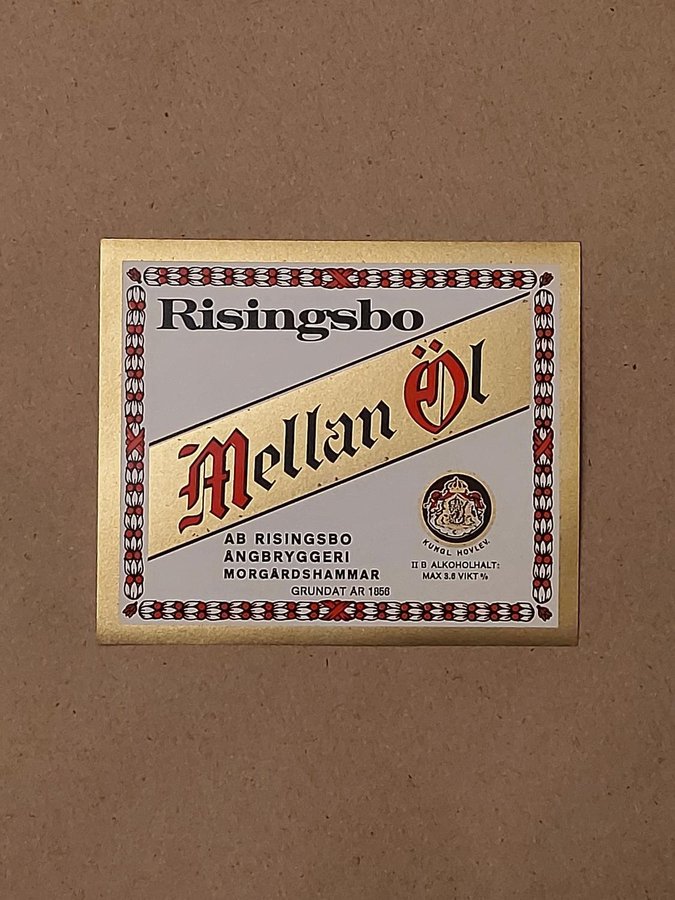 Risingsbo
Mellan Öl
AB RISINGSBO
ÅNGBRYGGERI
MORGÅRDSHAMMAR
GRUNDAT ÅR 1856
KUNGL. HOVLEV.
II B ALKOHOLHALT:
MAX 3.6 VIKT %